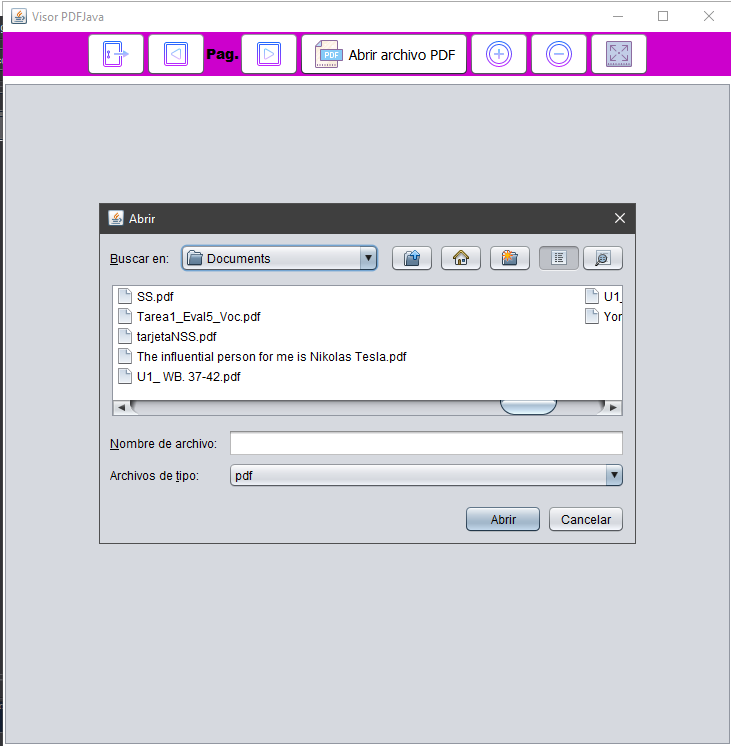 Visor PDFJava
Pag.
PDF
Abrir archivo PDF
Abrir
Buscar en:
Documents
SS.pdf
Tarea1_Eval5_Voc.pdf
tarjetaNSS.pdf
The influential person for me is Nikolas Tesla.pdf
U1_ WB. 37-42.pdf
U1_
Yor
Nombre de archivo:
Archivos de tipo:
pdf
Abrir
Cancelar